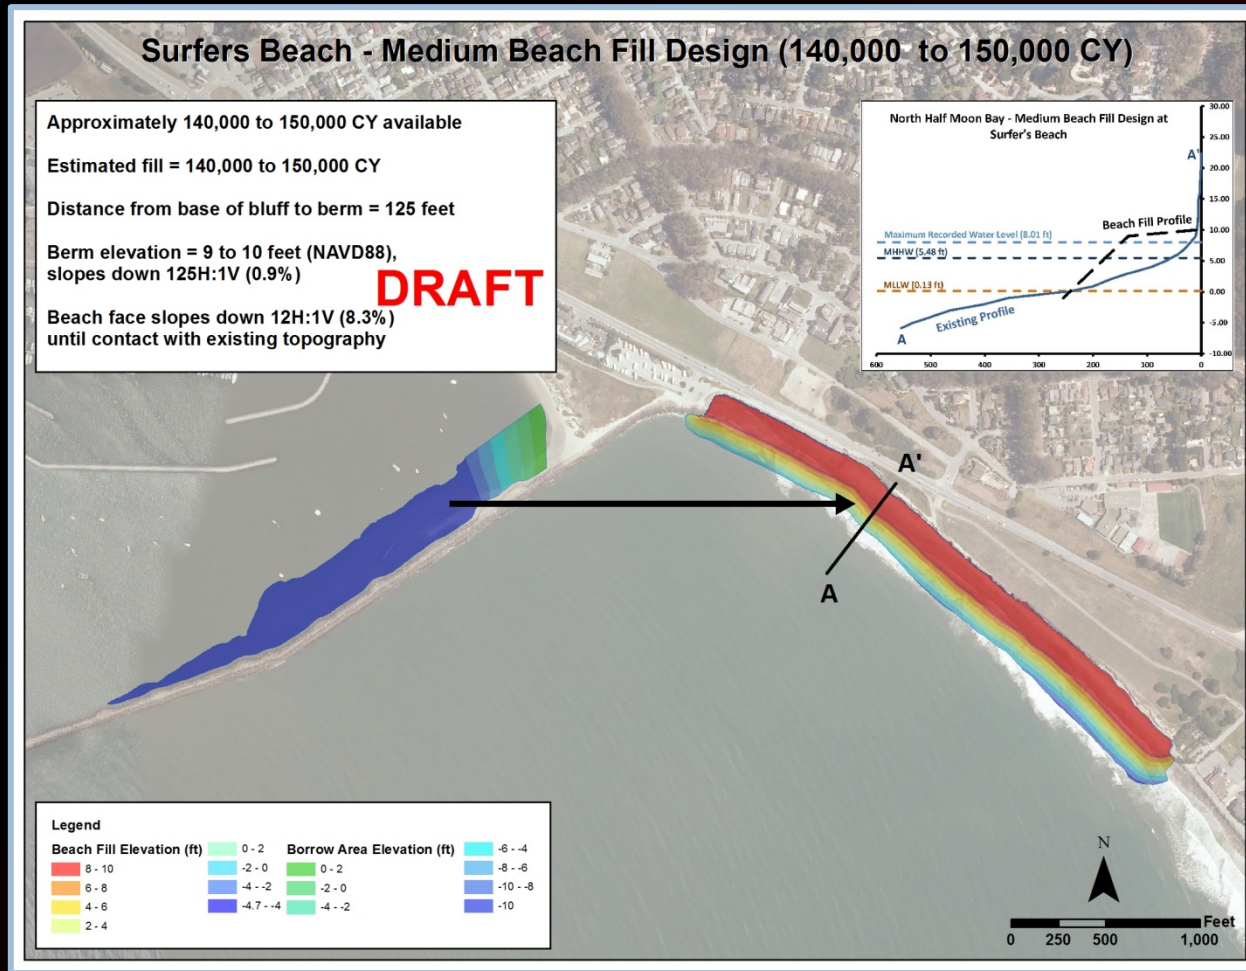 Surfers Beach - Medium Beach Fill Design (140,000 to 150,000 CY)
Approximately 140,000 to 150,000 CY available
Estimated fill = 140,000 to 150,000 CY
Distance from base of bluff to berm = 125 feet
Berm elevation = 9 to 10 feet (NAVD88),
slopes down 125H:1V (0.9%)
DRAFT
Beach face slopes down 12H:1V (8.3%)
until contact with existing topography
North Half Moon Bay - Medium Beach Fill Design at
Surfer's Beach
30.00
25.00
20.00
15.00
10.00
5.00
0.00
-5.00
-10.00
A'
Beach Fill Profile
Maximum Recorded Water Level (8.01 ft)
MHHW (5.48 ft)
MLLW (0.13 ft)
Existing Profile
A
600
500
400
300
200
100
0
A'
A
Legend
Beach Fill Elevation (ft)
8 - 10
6 - 8
4 - 6
2 - 4
0 - 2
-2 - 0
-4 - -2
-4.7 - -4
Borrow Area Elevation (ft)
0 - 2
-2 - 0
-4 - -2
-6 - -4
-8 - -6
-10 - -8
-10
N
Feet
0 250 500 1,000